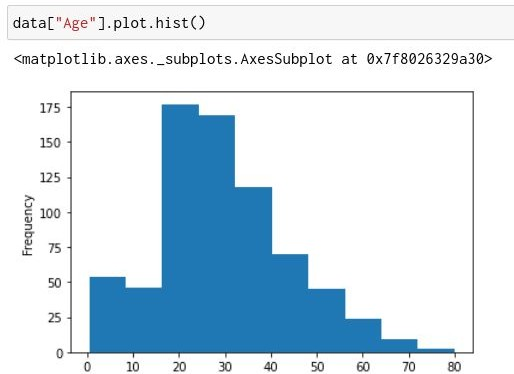 data["Age"].plot.hist()
<matplotlib.axes._subplots.AxesSubplot at 0x7f8026329a30>
175
150
125
100
75
50
25
0
Frequency
0 10 20 30 40 50 60 70 80